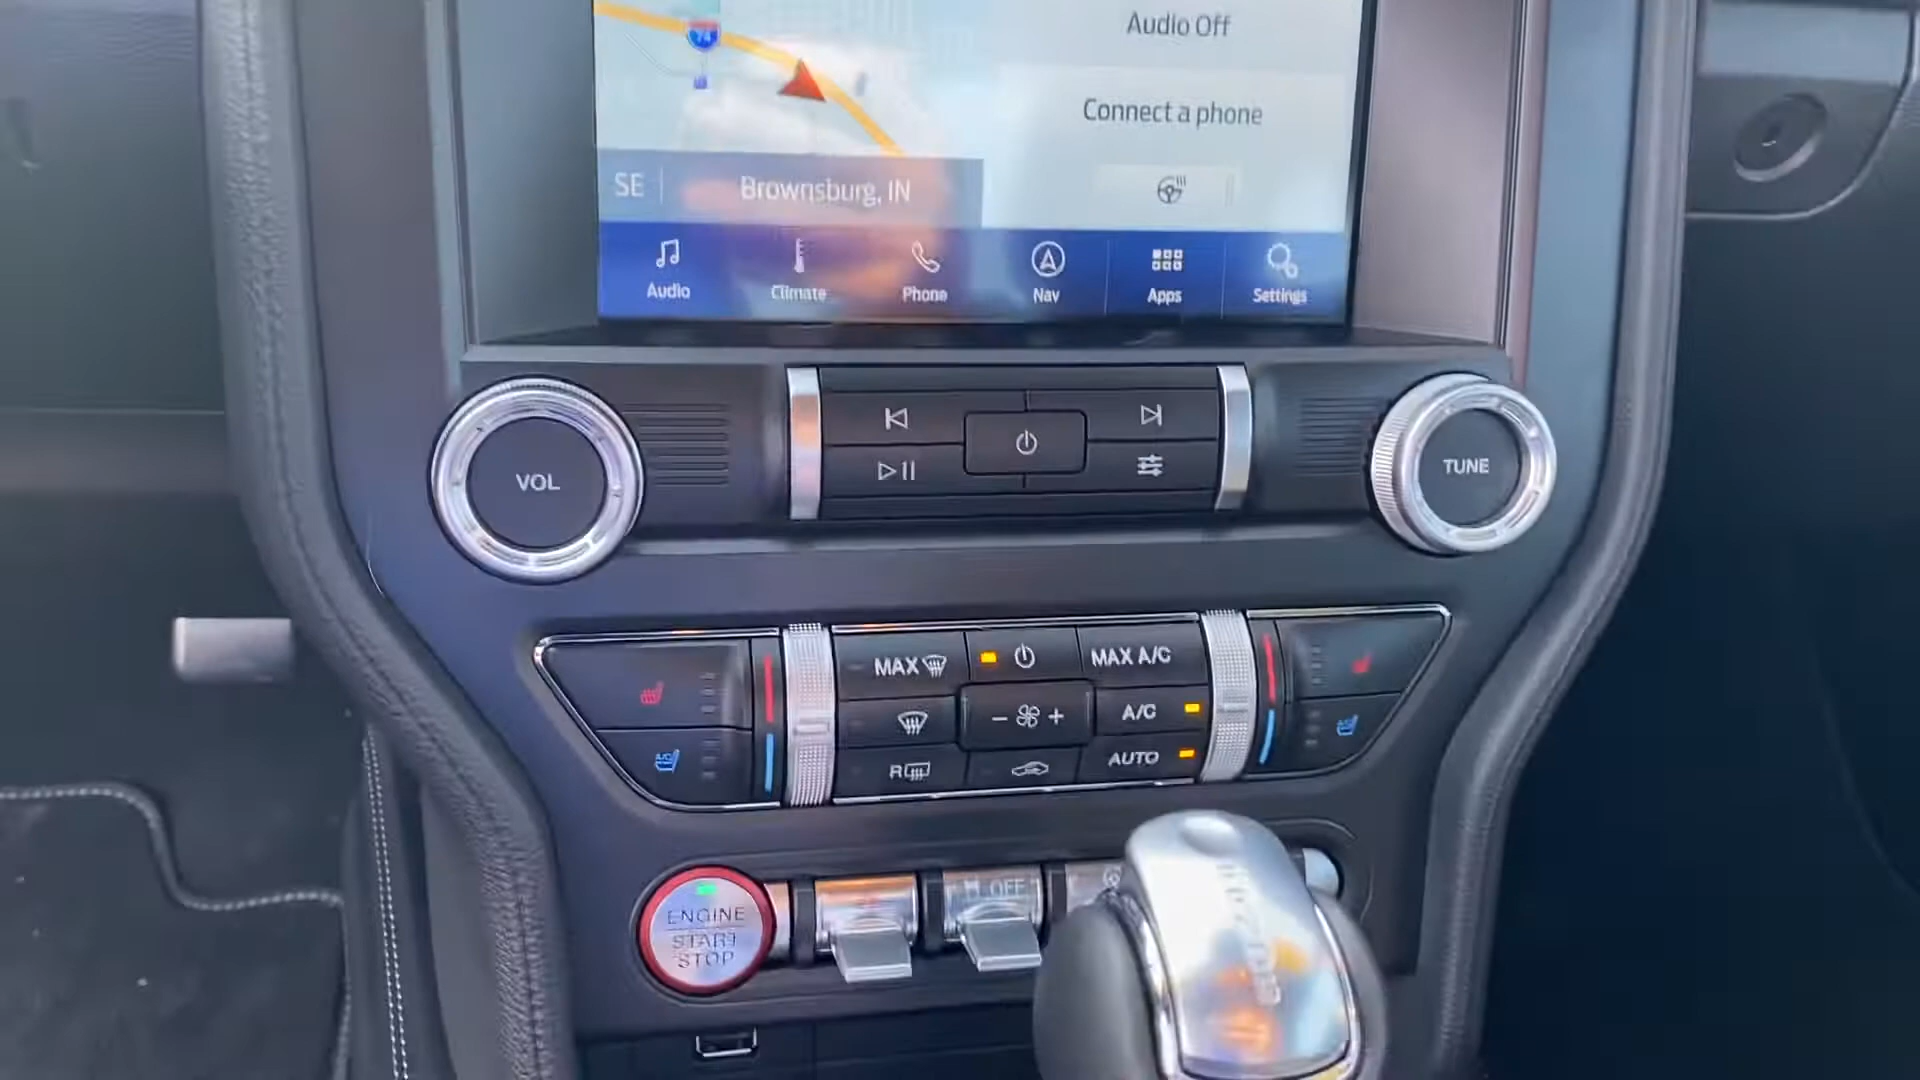 74
Audio Off
Connect a phone
SE
Brownsburg, IN
Audio
Climate
Phone
Nav
Apps
Settings
VOL
TUNE
MAX
MAX A/C
A/C
R
AUTO
OFF
ENGINE
START
STOP